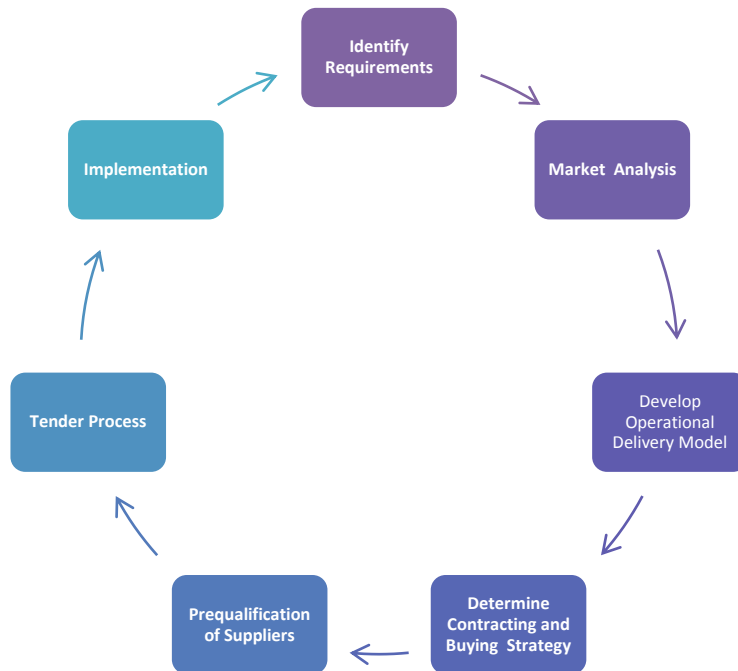 Identify
Requirements
Market Analysis
Develop
Operational
Delivery Model
Determine
Contracting and
Buying Strategy
Prequalification
of Suppliers
Tender Process
Implementation